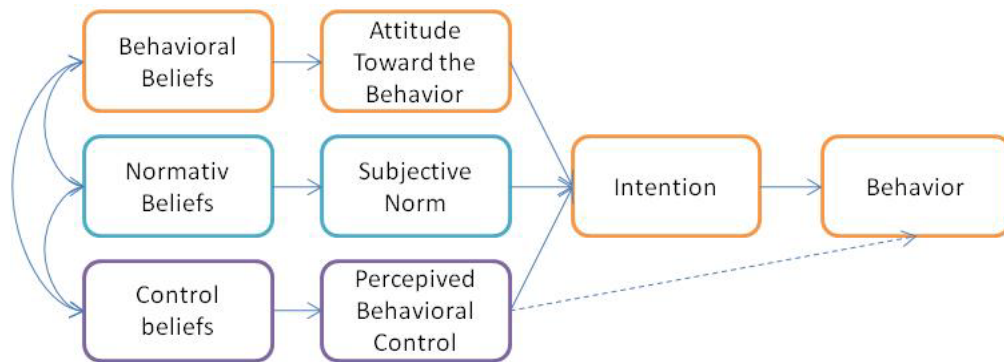 Behavioral
Beliefs
Attitude
Toward the
Behavior
Normativ
Beliefs
Subjective
Norm
Intention
Behavior
Control
beliefs
Percepived
Behavioral
Control